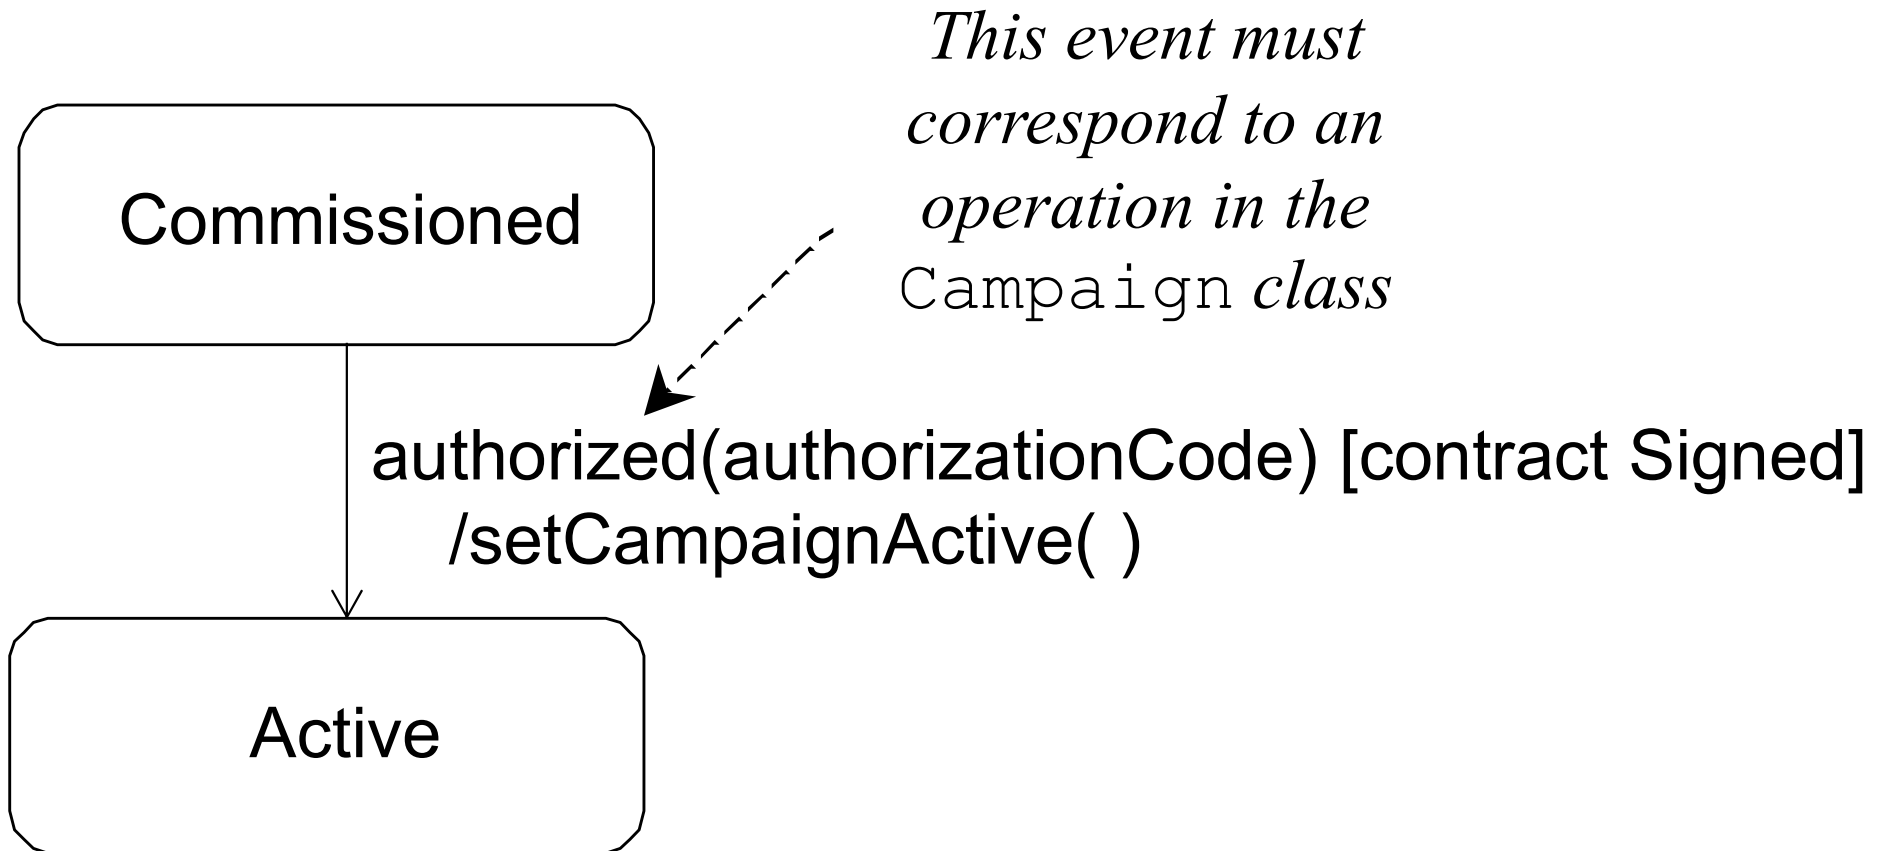 This event must
correspond to an
operation in the
Campaign class
Commissioned
authorized(authorizationCode) [contract Signed]
/setCampaignActive( )
Active